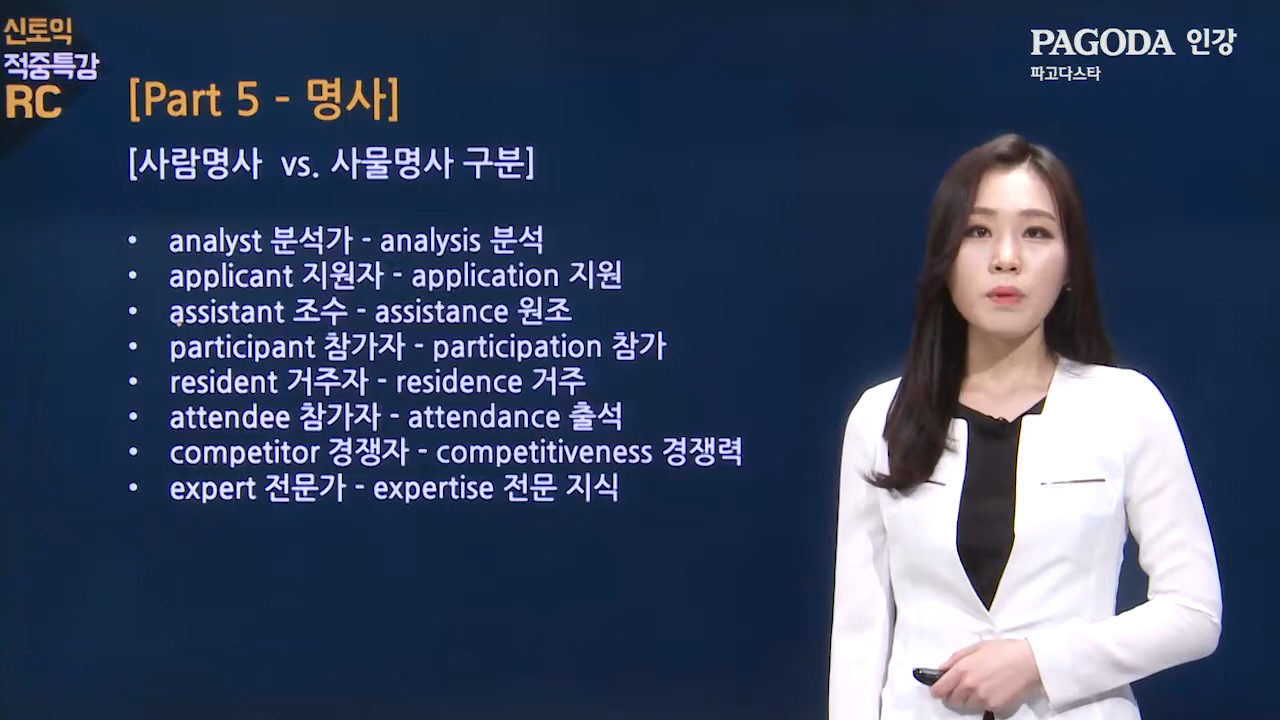 신토익
적중특강
RC
PAGODA 인강
파고다스타
[Part 5 - 명사]
[사람명사 vs. 사물명사 구분]
• analyst 분석가 - analysis 분석
• applicant 지원자 - application 지원
• assistant 조수 - assistance 원조
• participant 참가자 - participation 참가
• resident 거주자 - residence 거주
• attendee 참가자 - attendance 출석
• competitor 경쟁자 - competitiveness 경쟁력
• expert 전문가 - expertise 전문 지식